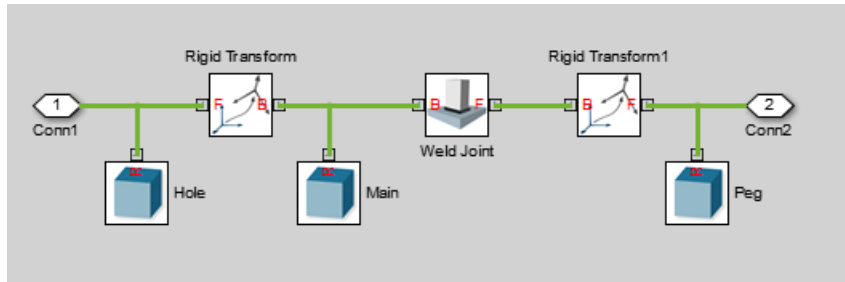 Rigid Transform
Rigid Transform1
1
F
B
B
F
B
F
2
Conn1
Conn2
Weld Joint
R
Hole
R
Main
R
Peg